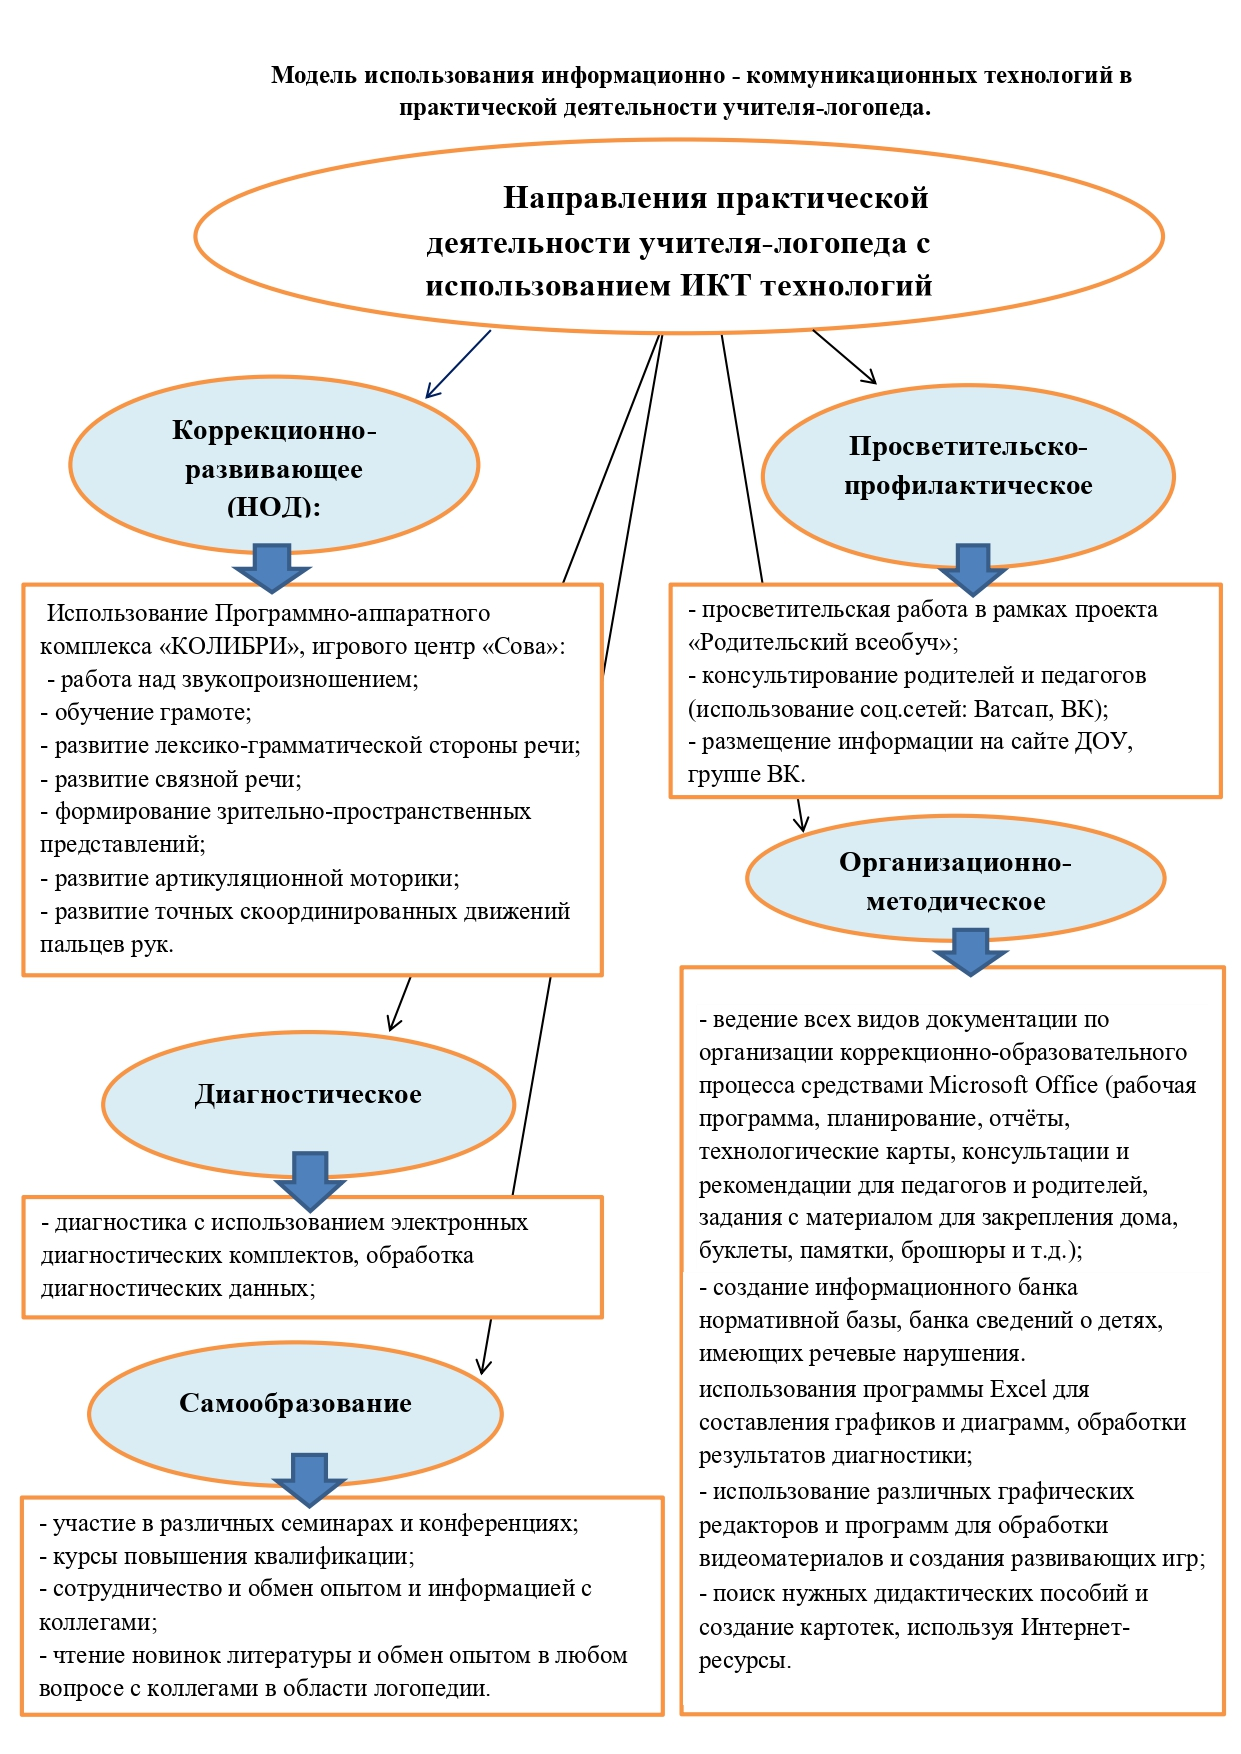 Модель использования информационно - коммуникационных технологий в
практической деятельности учителя-логопеда.
Направления практической
деятельности учителя-логопеда с
использованием ИКТ технологий
Коррекционно-
развивающее
(НОД):
Использование Программно-аппаратного
комплекса «КОЛИБРИ», игрового центр «Сова»:
- работа над звукопроизношением;
- обучение грамоте;
- развитие лексико-грамматической стороны речи;
- развитие связной речи;
- формирование зрительно-пространственных
представлений;
- развитие артикуляционной моторики;
- развитие точных скоординированных движений
пальцев рук.
Диагностическое
- диагностика с использованием электронных
диагностических комплектов, обработка
диагностических данных;
Самообразование
- участие в различных семинарах и конференциях;
- курсы повышения квалификации;
- сотрудничество и обмен опытом и информацией с
коллегами;
- чтение новинок литературы и обмен опытом в любом
вопросе с коллегами в области логопедии.
Просветительско-
профилактическое
- просветительская работа в рамках проекта
«Родительский всеобуч»;
- консультирование родителей и педагогов
(использование соц.сетей: Ватсап, ВК);
- размещение информации на сайте ДОУ,
группе ВК.
Организационно-
методическое
- ведение всех видов документации по
организации коррекционно-образовательного
процесса средствами Microsoft Office (рабочая
программа, планирование, отчёты,
технологические карты, консультации и
рекомендации для педагогов и родителей,
задания с материалом для закрепления дома,
буклеты, памятки, брошюры и т.д.);
- создание информационного банка
нормативной базы, банка сведений о детях,
имеющих речевые нарушения.
использования программы Excel для
составления графиков и диаграмм, обработки
результатов диагностики;
- использование различных графических
редакторов и программ для обработки
видеоматериалов и создания развивающих игр;
- поиск нужных дидактических пособий и
создание картотек, используя Интернет-
ресурсы.